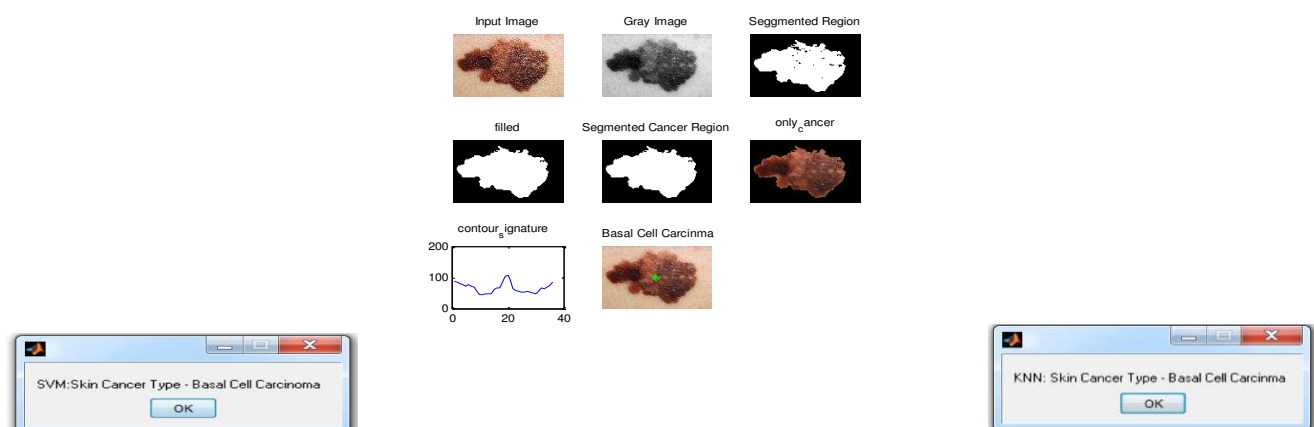 Input Image
Gray Image
Seggmented Region
filled
Segmented Cancer Region
only_cancer
contour_signature
Basal Cell Carcinma
200
100
0
0
20
40
SVM:Skin Cancer Type - Basal Cell Carcinoma
OK
KNN: Skin Cancer Type - Basal Cell Carcinma
OK